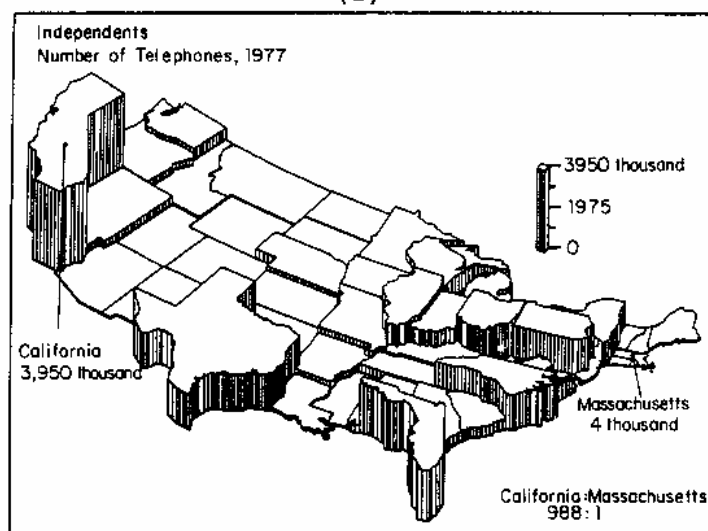 Independents
Number of Telephones, 1977
3950 thousand
1975
0
California
3,950 thousand
Massachusetts
4 thousand
California:Massachusetts
988:1